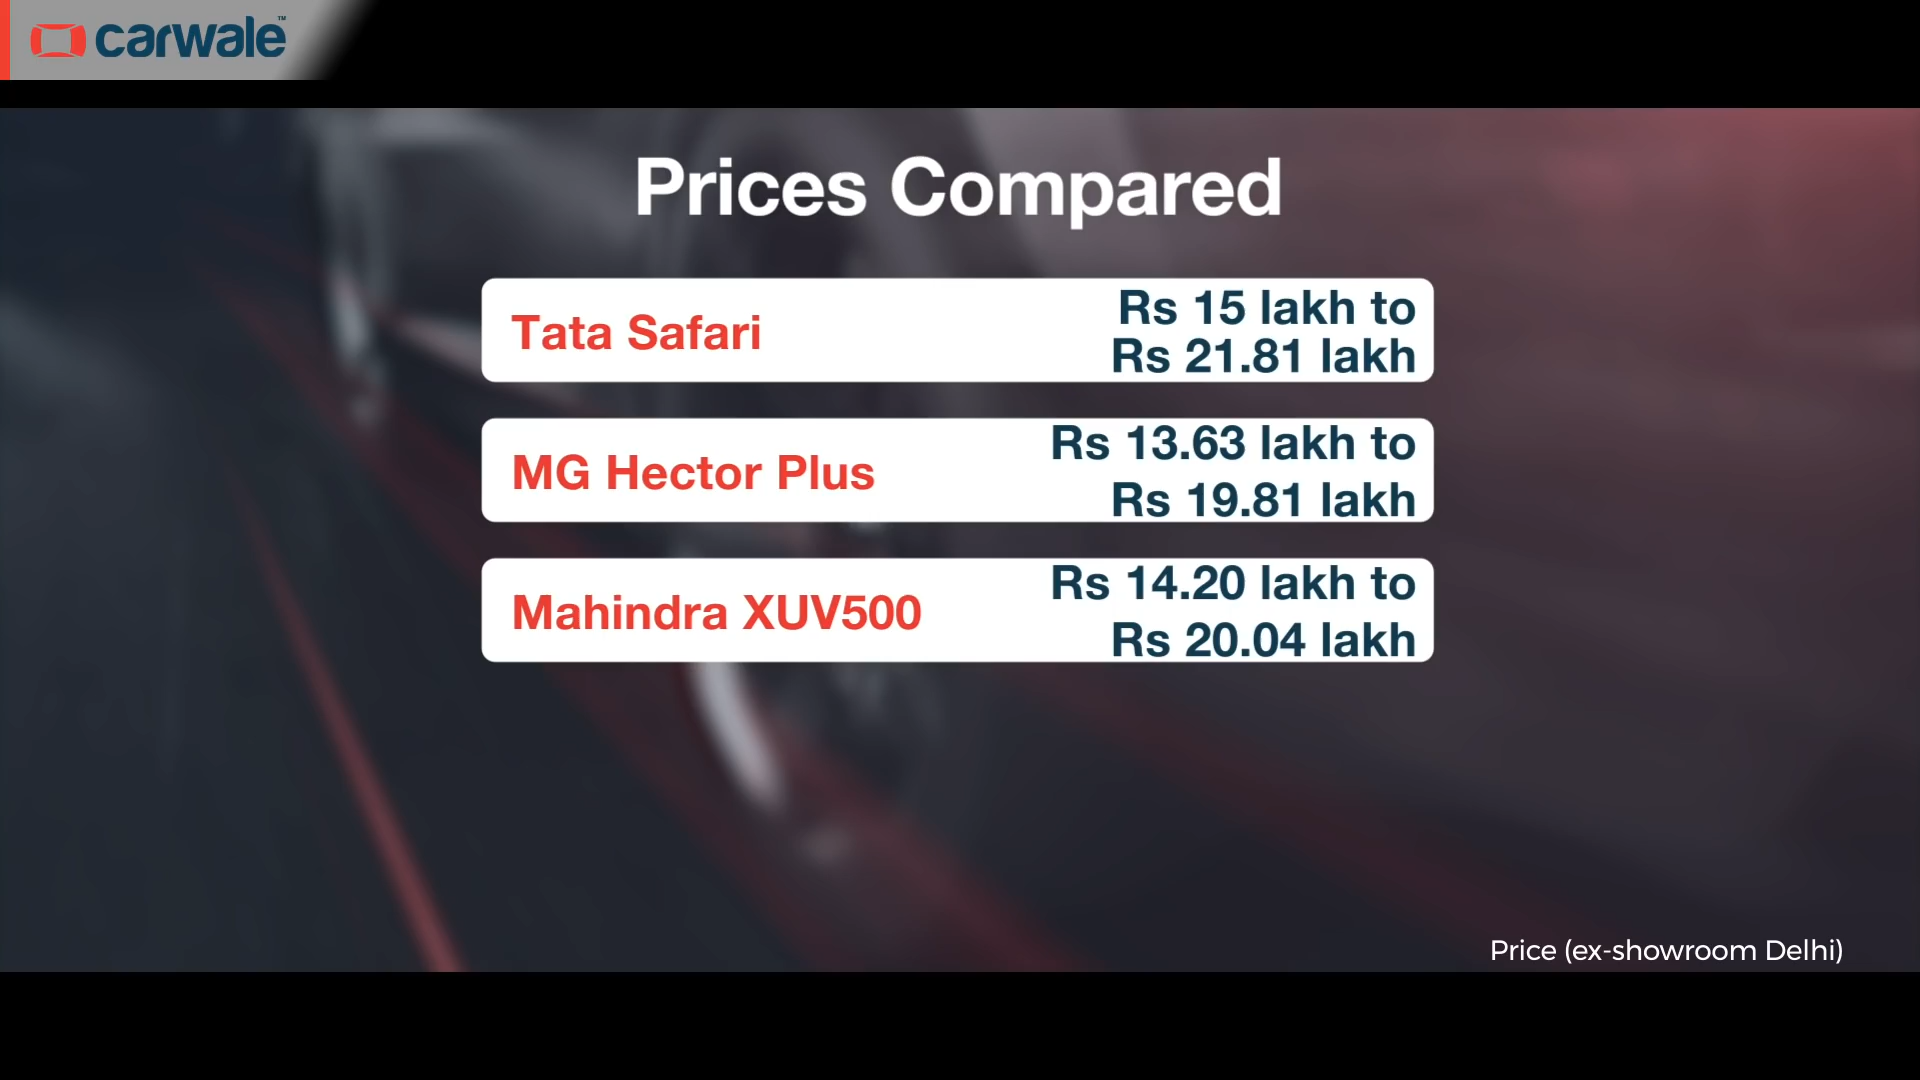 carwale™
Prices Compared
Tata Safari
Rs 15 lakh to
Rs 21.81 lakh
MG Hector Plus
Rs 13.63 lakh to
Rs 19.81 lakh
Mahindra XUV500
Rs 14.20 lakh to
Rs 20.04 lakh
Price (ex-showroom Delhi)